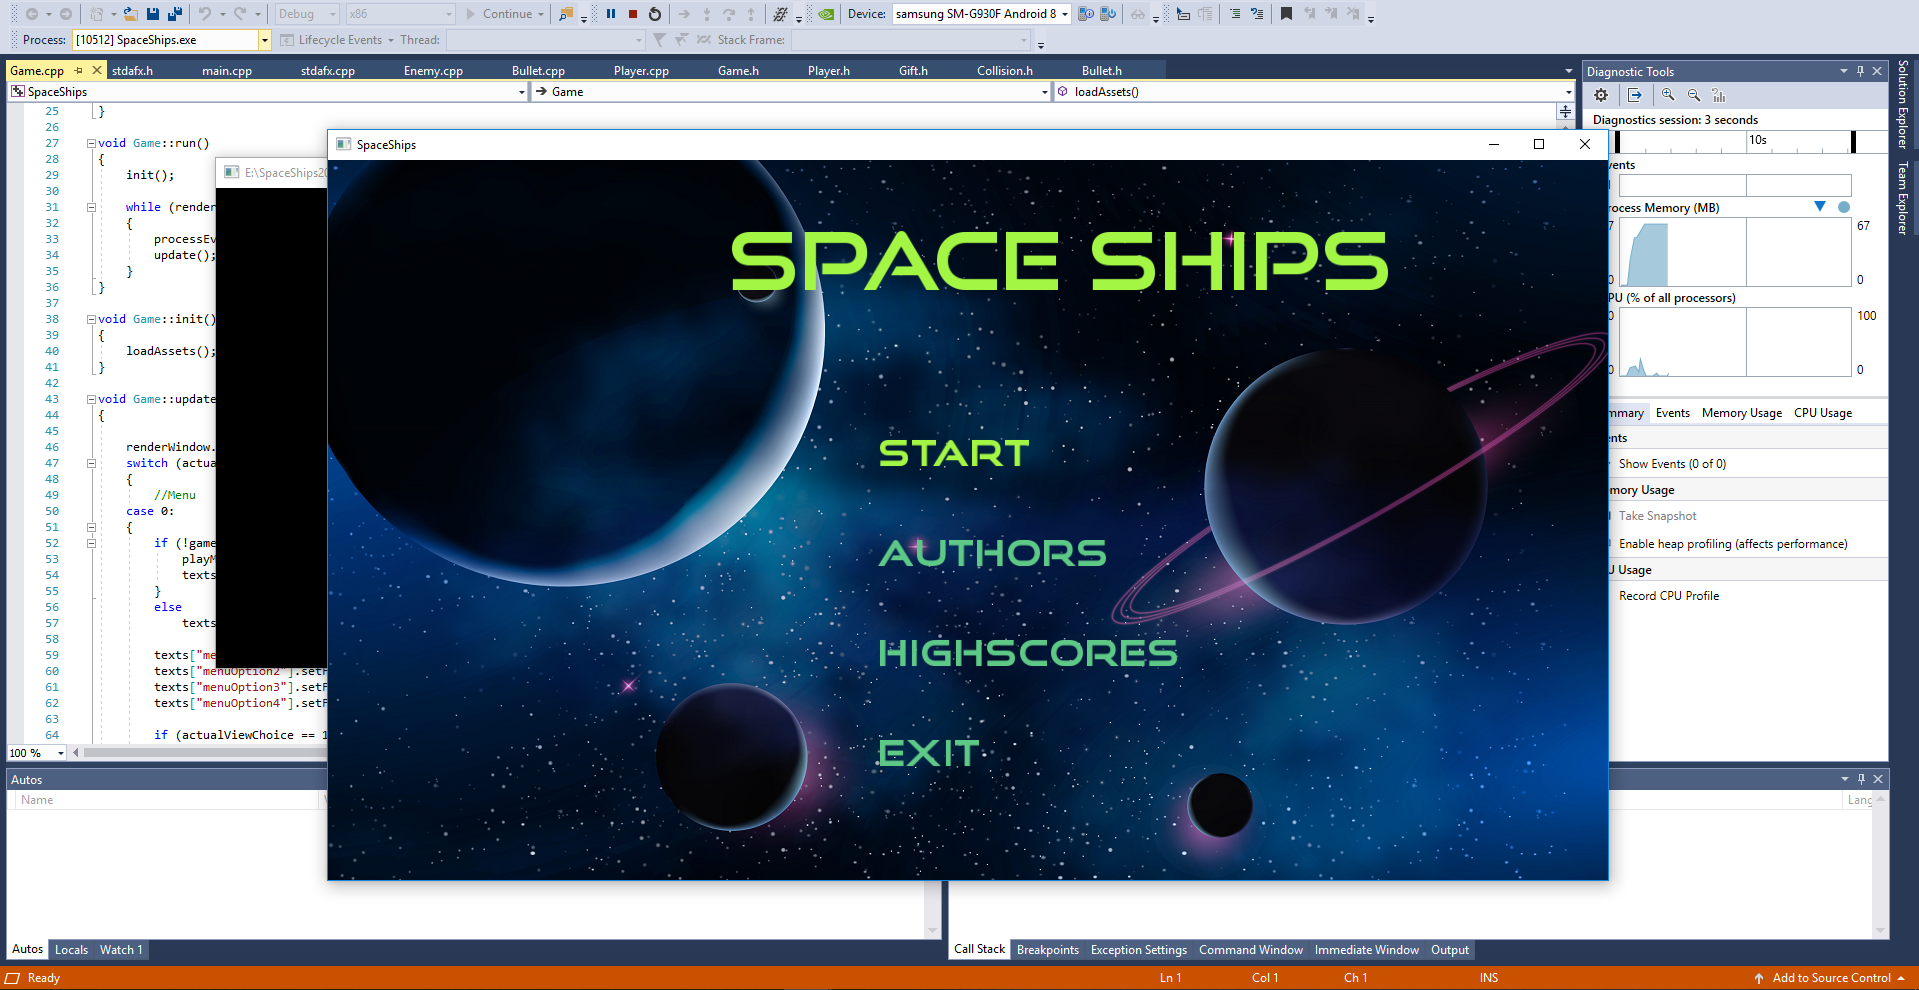 Debug x86 Continue Device: samsung SM-G930F Android 8
Process: [10512] SpaceShips.exe Lifecycle Events Thread: Stack Frame:
Game.cpp stdafx.h main.cpp stdafx.cpp Enemy.cpp Bullet.cpp Player.cpp Game.h Player.h Gift.h Collision.h Bullet.h
SpaceShips Game loadAssets()
25 }
26
27 void Game::run()
28 {
29 init();
30
31 while (render
32 {
33 processEv
34 update();
35 }
36 }
37
38 void Game::init()
39 {
40 loadAssets();
41 }
42
43 void Game::update
44 {
45
46 renderWindow.
47 switch (actua
48 {
49 //Menu
50 case 0:
51 {
52 if (!game
53 playM
54 texts
55 }
56 else
57 texts
58
59 texts["me
60 texts["menuOption2"].setF
61 texts["menuOption3"].setF
62 texts["menuOption4"].setF
63
64 if (actualViewChoice == 1
100 %
E:\SpaceShips20
SpaceShips
SPACE SHIPS
START
AUTHORS
HIGHSCORES
EXIT
Diagnostic Tools
Diagnostics session: 3 seconds
10s
vents
rocess Memory (MB)
7 67
0 0
PU (% of all processors)
0 100
0 0
mmary Events Memory Usage CPU Usage
ents
Show Events (0 of 0)
mory Usage
Take Snapshot
Enable heap profiling (affects performance)
U Usage
Record CPU Profile
Solution Explorer
Team Explorer
Autos
Name
Lang
Autos Locals Watch 1
Call Stack Breakpoints Exception Settings Command Window Immediate Window Output
Ready Ln 1 Col 1 Ch 1 INS Add to Source Control